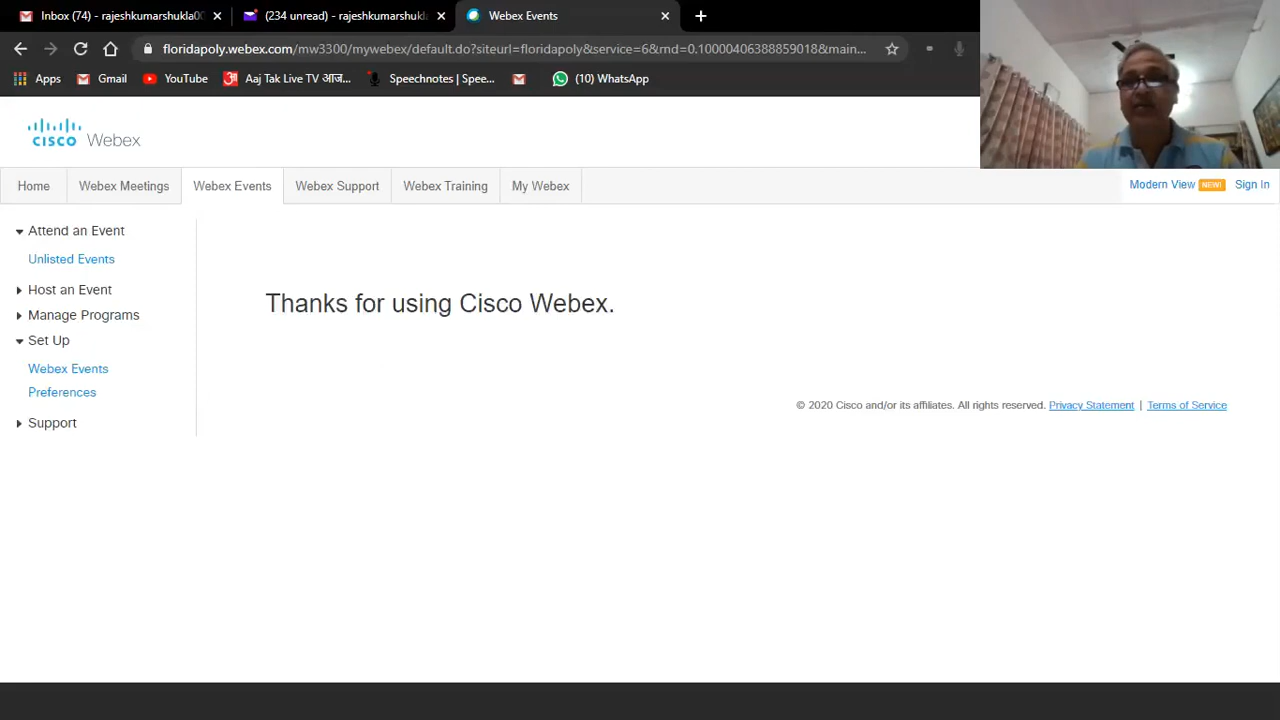 Inbox (74) - rajeshkumarshukla00 (234 unread) - rajeshkumarshukla Webex Events
floridapoly.webex.com/mw3300/mywebex/default.do?siteurl=floridapoly&service=6&rnd=0.10000406388859018&main...
Apps Gmail YouTube Aaj Tak Live TV आज... Speechnotes | Spee... (10) WhatsApp
CISCO Webex
Home Webex Meetings Webex Events Webex Support Webex Training My Webex Modern View NEW! Sign In
Attend an Event
Unlisted Events
Host an Event
Manage Programs
Set Up
Webex Events
Preferences
Support
Thanks for using Cisco Webex.
© 2020 Cisco and/or its affiliates. All rights reserved. Privacy Statement | Terms of Service